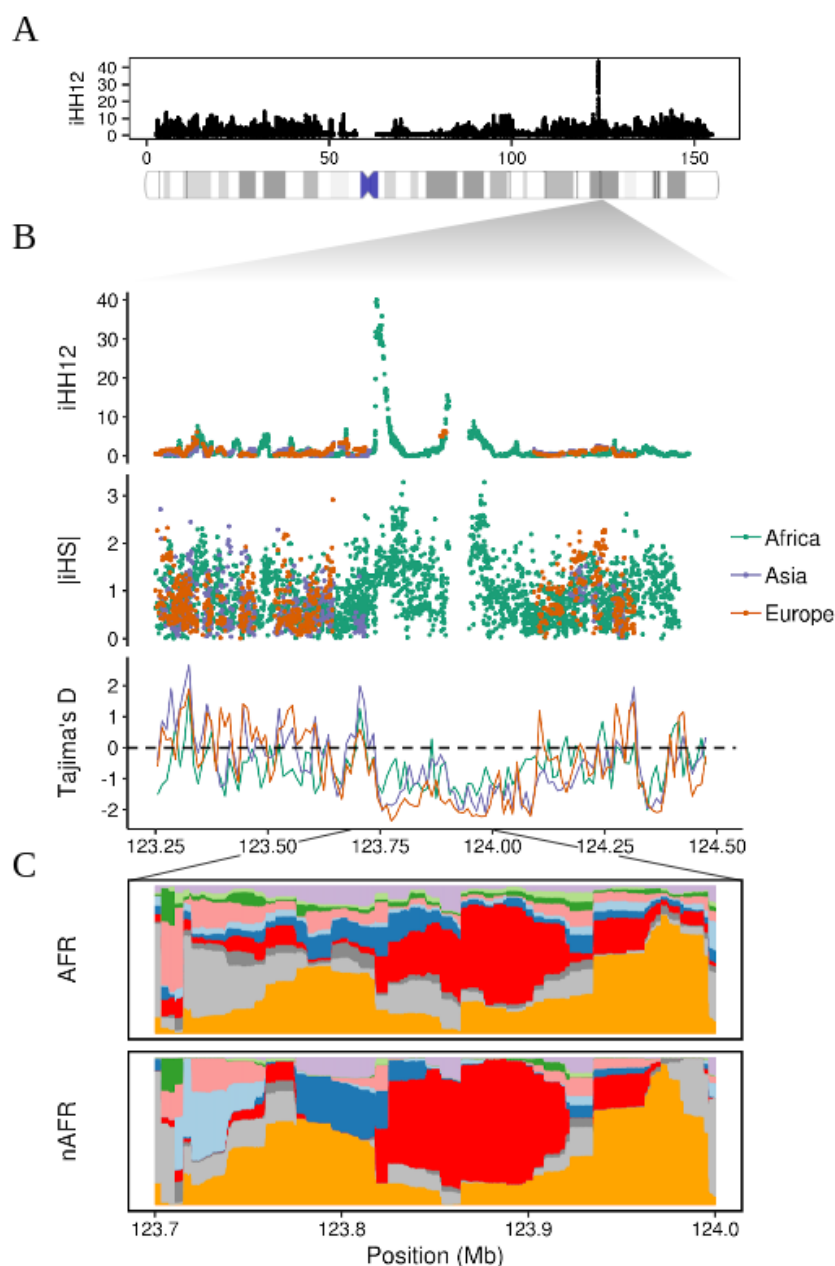 A
iHH12
40
30
20
10
0
0 50 100 150
B
iHH12
40
30
20
10
0
|iHS|
3
2
1
0
Africa
Asia
Europe
Tajima's D
2
1
0
-1
-2
123.25 123.50 123.75 124.00 124.25 124.50
C
AFR
nAFR
123.7 123.8 123.9 124.0
Position (Mb)